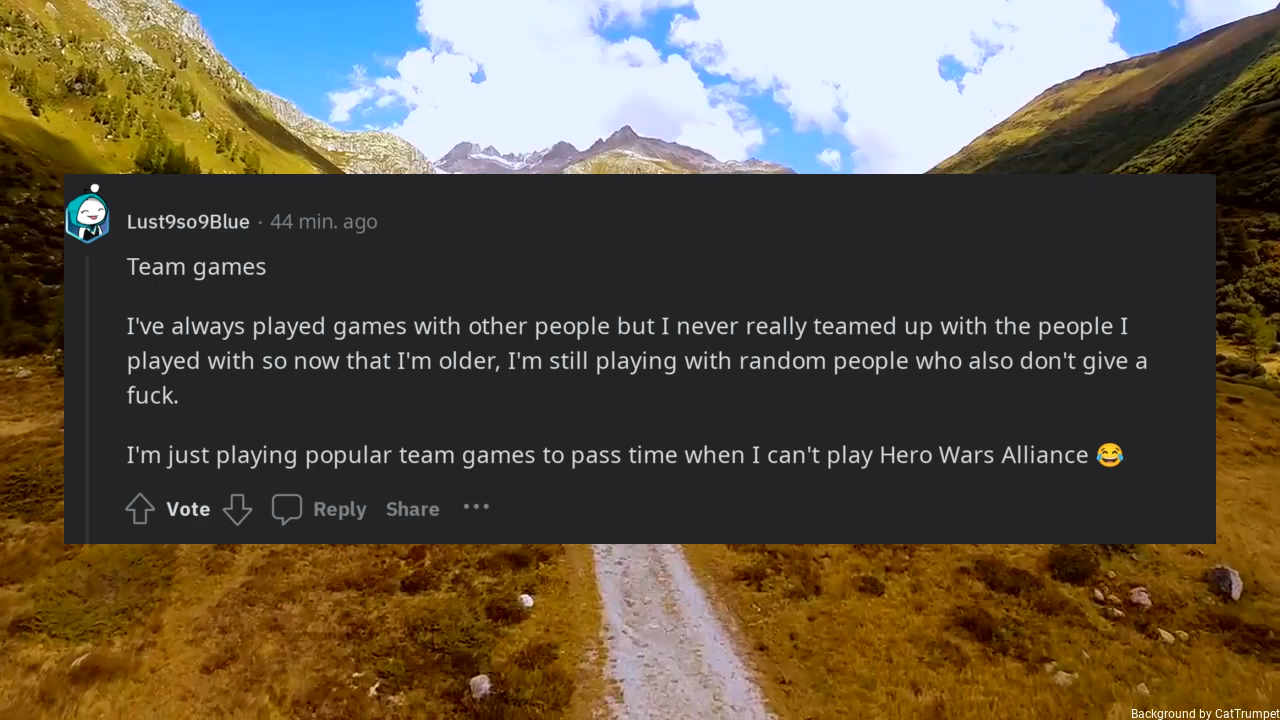 Lust9so9Blue · 44 min. ago
Team games
I've always played games with other people but I never really teamed up with the people I
played with so now that I'm older, I'm still playing with random people who also don't give a
fuck.
I'm just playing popular team games to pass time when I can't play Hero Wars Alliance 😂
Vote Reply Share ···
Background by CatTrumpet